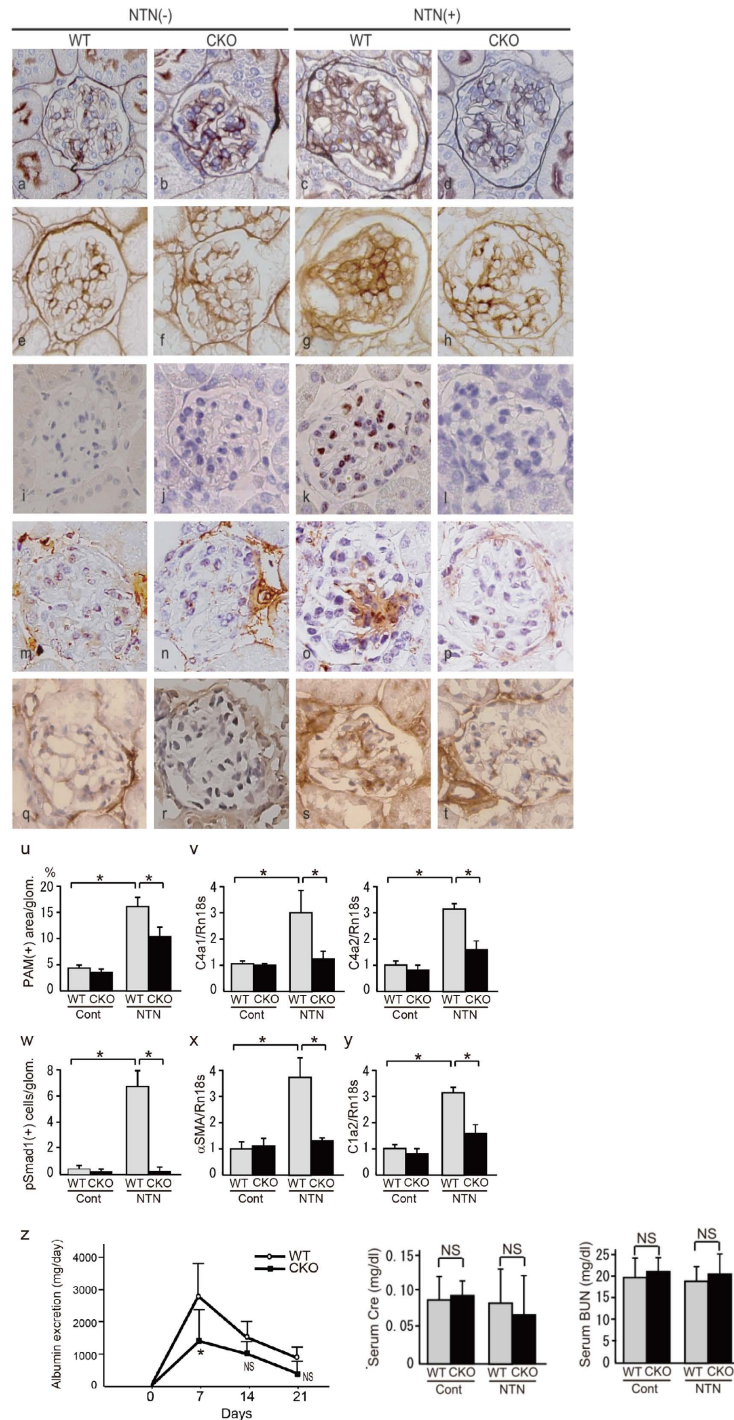 NTN(-) NTN(+)
WT CKO WT CKO
a b c d
e f g h
i j k l
m n o p
q r s t
u
%
PAM(+) area/glom.
20
15
10
5
0
* *
WT CKO WT CKO
Cont NTN
v
C4a1/Rn18s
4
3
2
1
0
* *
WT CKO WT CKO
Cont NTN
C4a2/Rn18s
4
3
2
1
0
* *
WT CKO WT CKO
Cont NTN
w
pSmad1(+) cells/glom.
8
6
4
2
0
* *
WT CKO WT CKO
Cont NTN
x
αSMA/Rn18s
4
3
2
1
0
* *
WT CKO WT CKO
Cont NTN
y
C1a2/Rn18s
4
3
2
1
0
* *
WT CKO WT CKO
Cont NTN
z
Albumin excretion (mg/day)
4000
3000
2000
1000
0
WT
CKO
* NS NS
0 7 14 21
Days
Serum Cre (mg/dl)
0.15
0.10
0.05
0
NS NS
WT CKO WT CKO
Cont NTN
Serum BUN (mg/dl)
25
20
15
10
5
0
NS NS
WT CKO WT CKO
Cont NTN